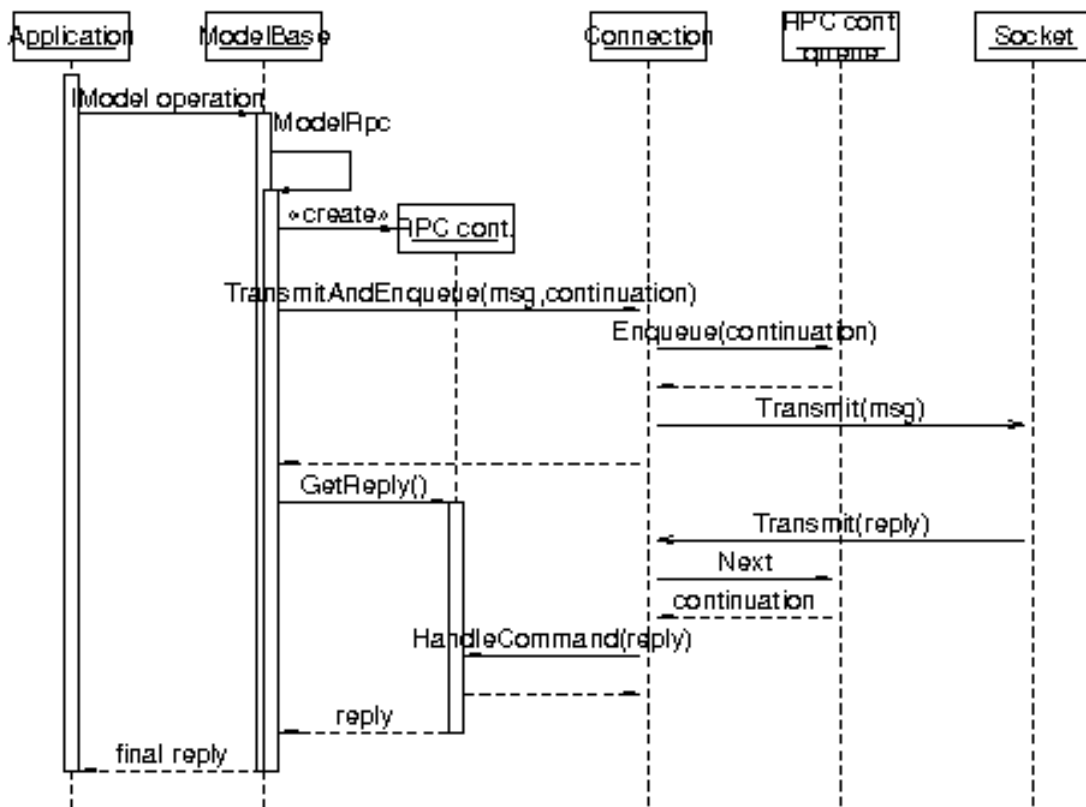 Application
ModelBase
Connection
RPC cont.
queue
Socket
IModel operation
ModelRpc
«create»
RPC cont.
TransmitAndEnqueue(msg,continuation)
Enqueue(continuation)
Transmit(msg)
GetReply()
Transmit(reply)
Next
continuation
HandleCommand(reply)
reply
final reply